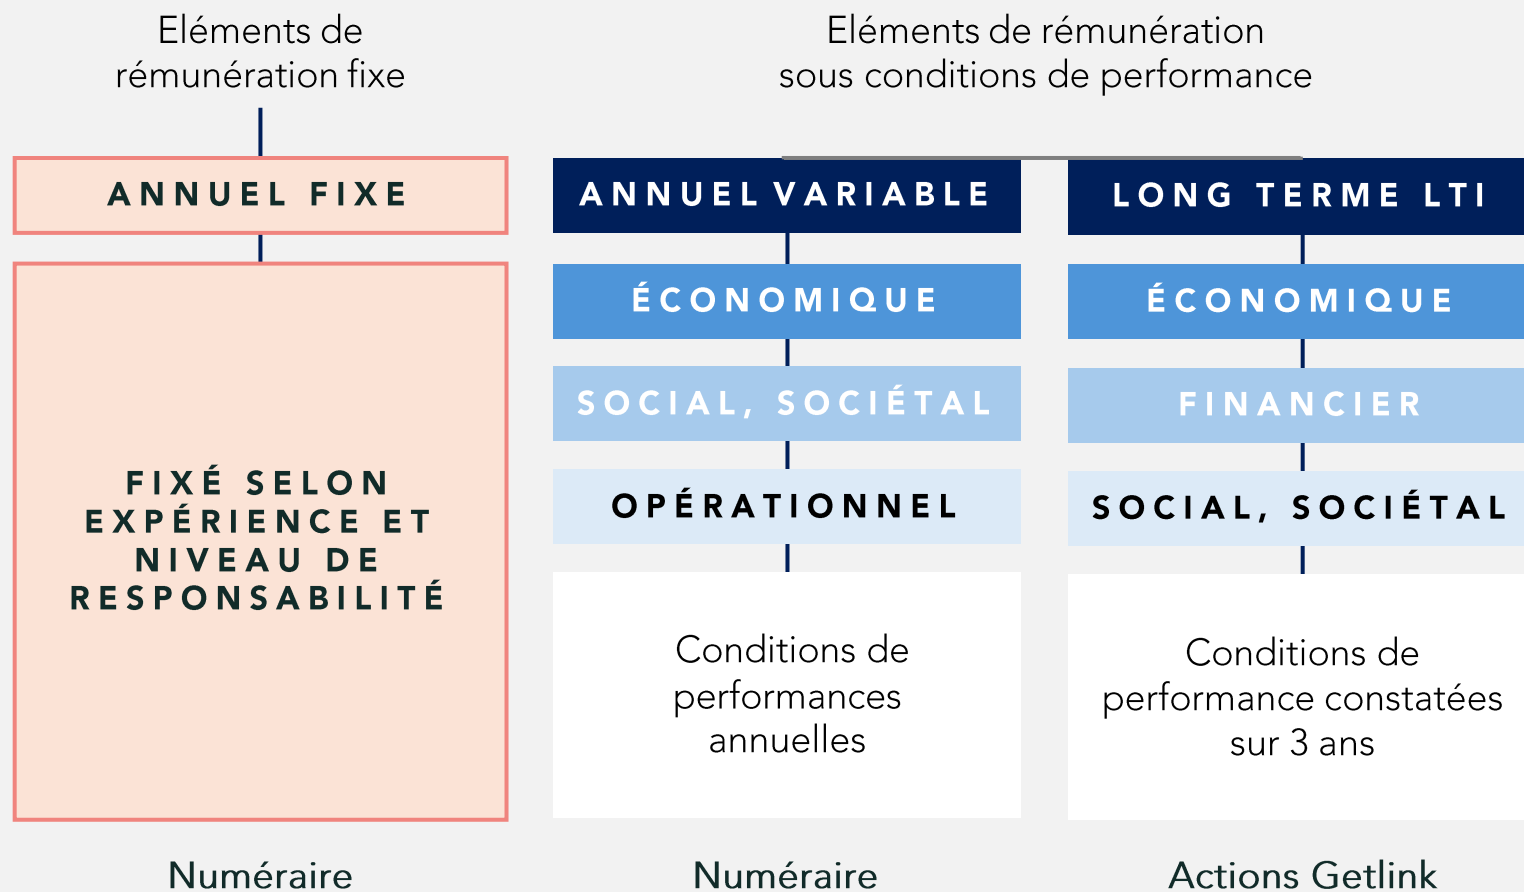 Eléments de
rémunération fixe
ANNUEL FIXE
FIXÉ SELON
EXPÉRIENCE ET
NIVEAU DE
RESPONSABILITÉ
Numéraire
Eléments de rémunération
sous conditions de performance
ANNUEL VARIABLE
ÉCONOMIQUE
SOCIAL, SOCIÉTAL
OPÉRATIONNEL
Conditions de
performances
annuelles
Numéraire
LONG TERME LTI
ÉCONOMIQUE
FINANCIER
SOCIAL, SOCIÉTAL
Conditions de
performance constatées
sur 3 ans
Actions Getlink